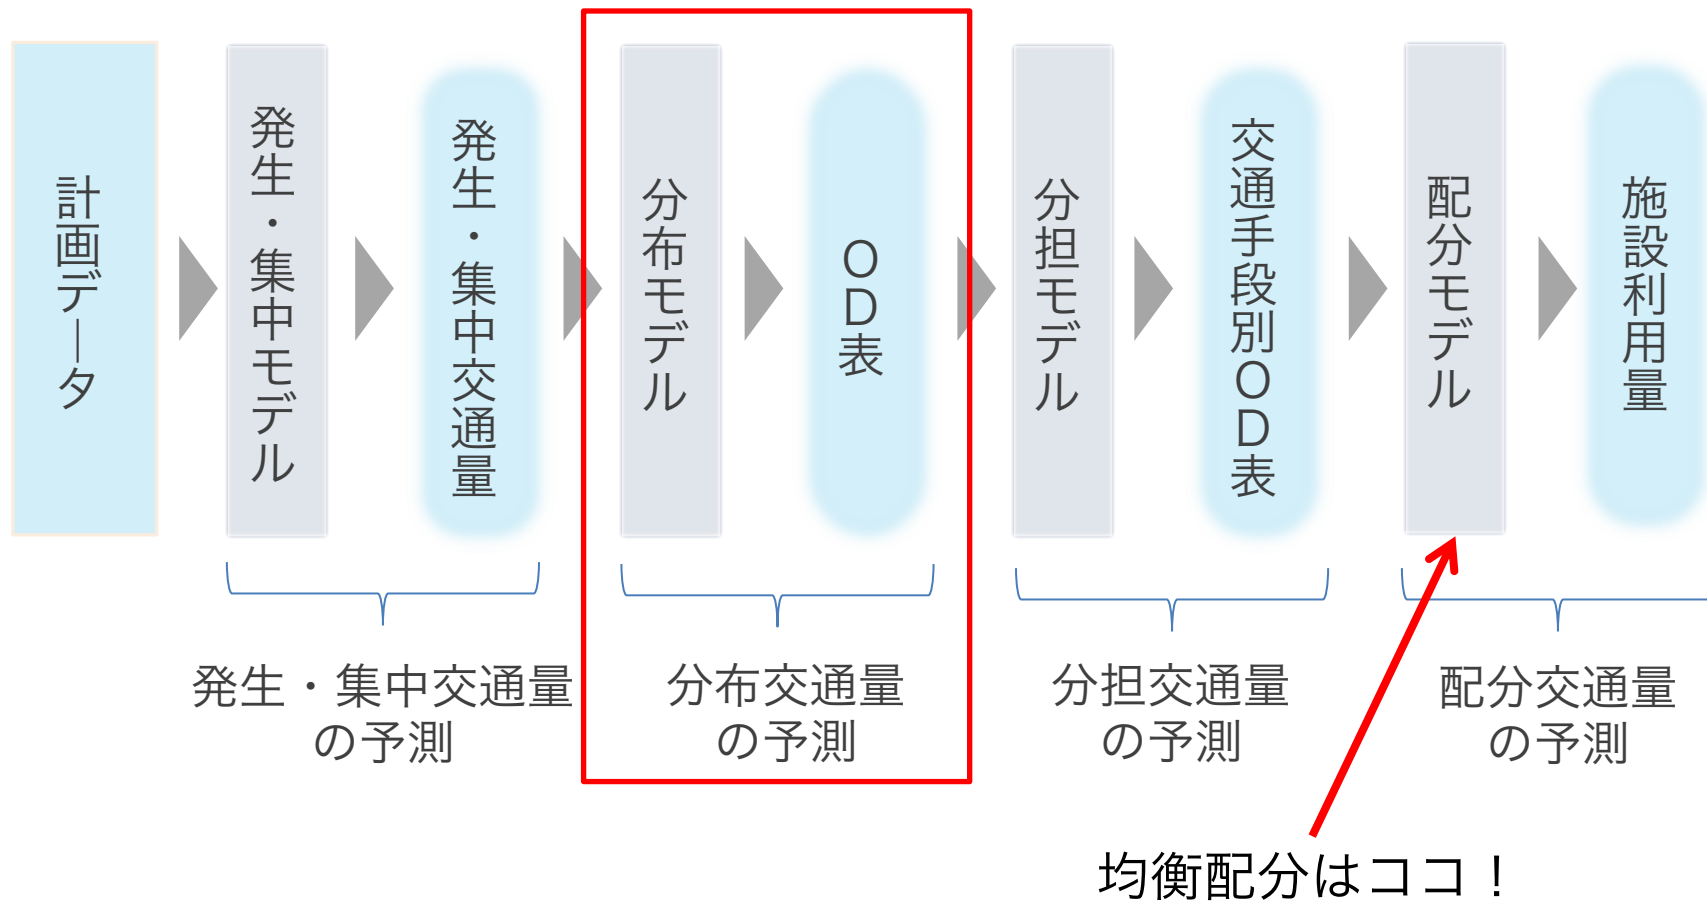 計画データ
発生・集中モデル
発生・集中交通量
分布モデル
ＯＤ表
分担モデル
交通手段別ＯＤ表
配分モデル
施設利用量
発生・集中交通量
の予測
分布交通量
の予測
分担交通量
の予測
配分交通量
の予測
均衡配分はココ！